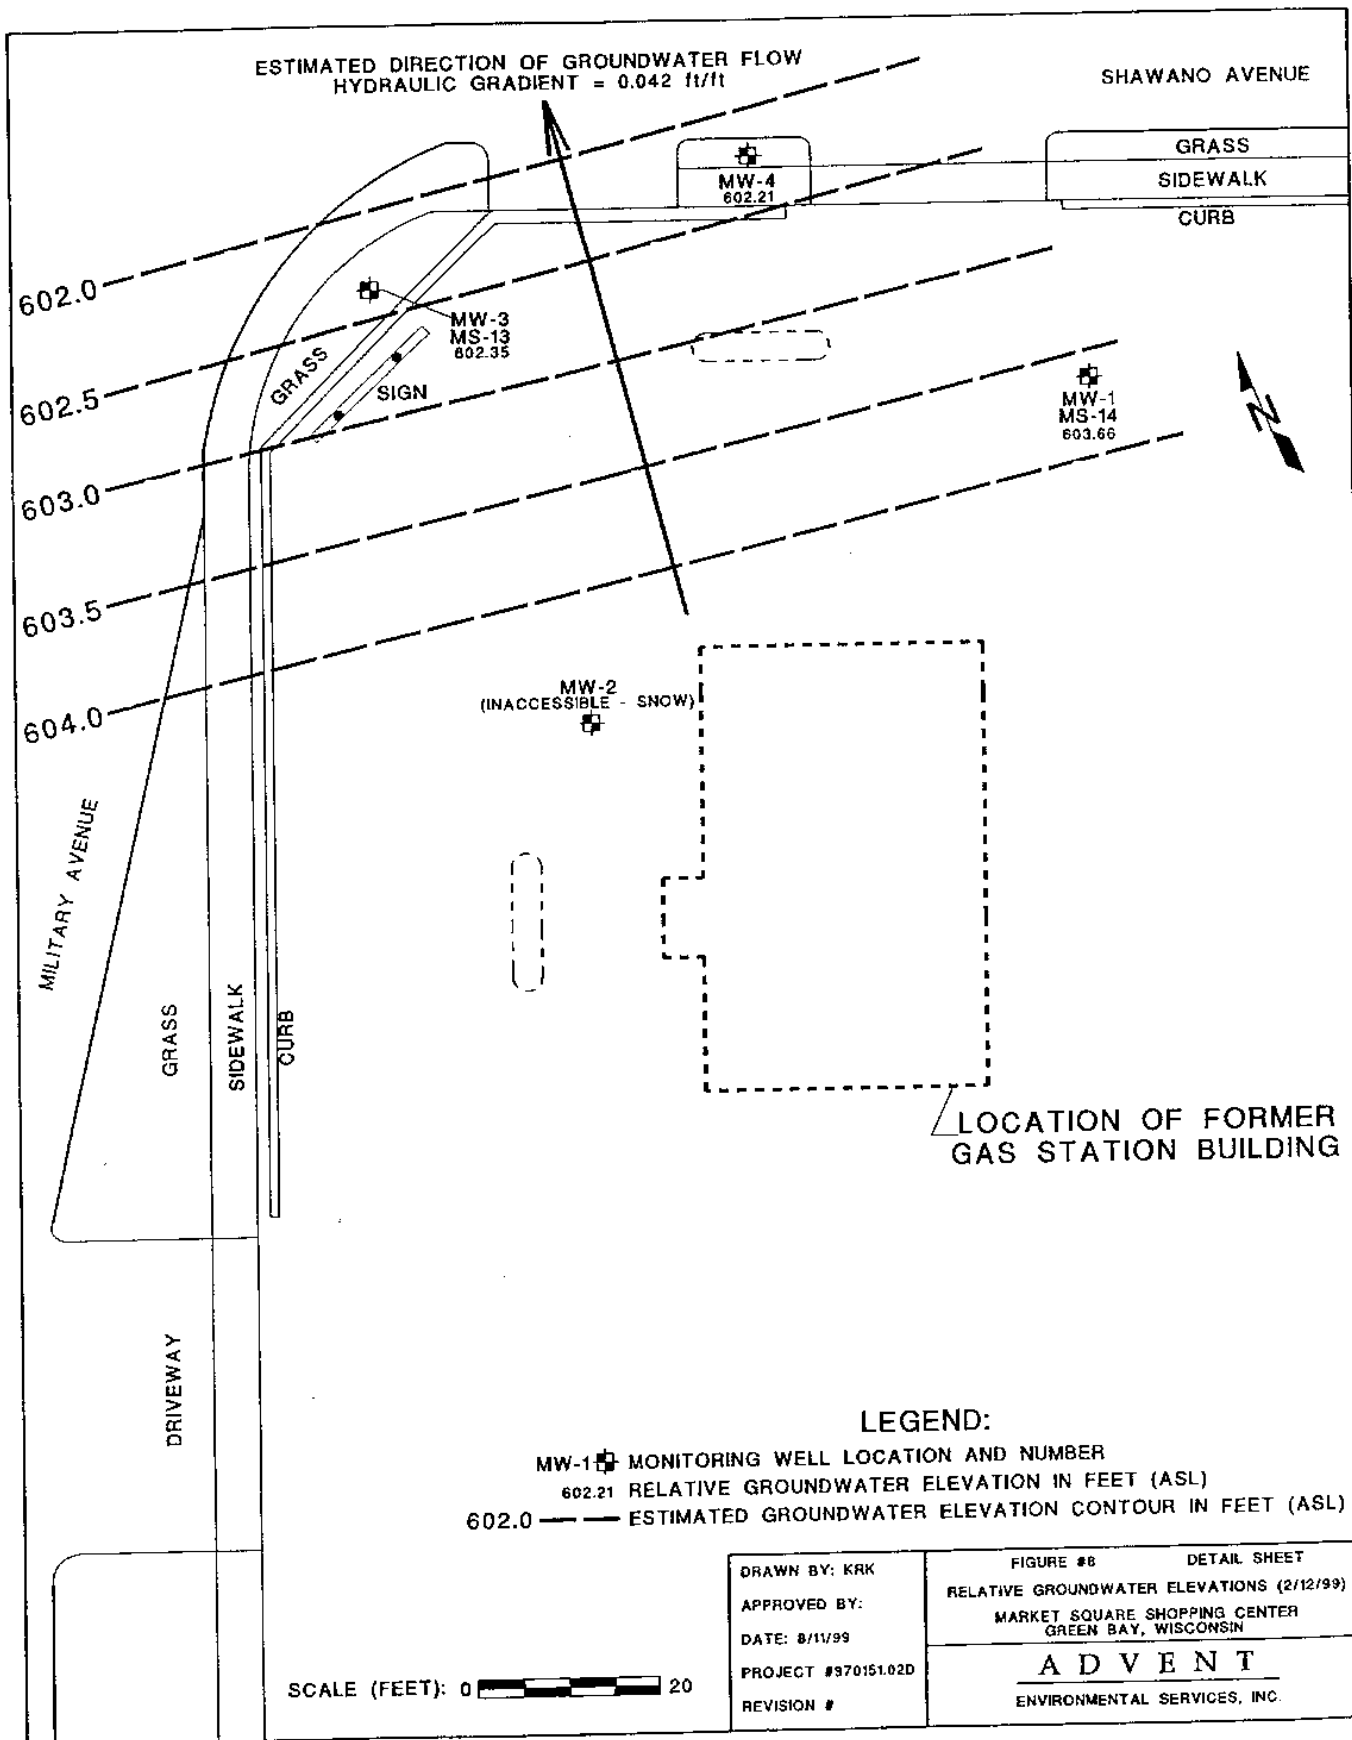 ESTIMATED DIRECTION OF GROUNDWATER FLOW
HYDRAULIC GRADIENT = 0.042 ft/ft
SHAWANO AVENUE
GRASS
SIDEWALK
CURB
MW-4
602.21
602.0
MW-3
MS-13
602.35
GRASS
SIGN
602.5
MW-1
MS-14
603.66
N
603.0
603.5
604.0
MW-2
(INACCESSIBLE - SNOW)
MILITARY AVENUE
GRASS
SIDEWALK
CURB
LOCATION OF FORMER
GAS STATION BUILDING
DRIVEWAY
LEGEND:
MW-1 MONITORING WELL LOCATION AND NUMBER
602.21 RELATIVE GROUNDWATER ELEVATION IN FEET (ASL)
602.0 ESTIMATED GROUNDWATER ELEVATION CONTOUR IN FEET (ASL)
SCALE (FEET): 0 20
DRAWN BY: KRK
APPROVED BY:
DATE: 8/11/99
PROJECT #970151.02D
REVISION #
FIGURE #8 DETAIL SHEET
RELATIVE GROUNDWATER ELEVATIONS (2/12/99)
MARKET SQUARE SHOPPING CENTER
GREEN BAY, WISCONSIN
ADVENT
ENVIRONMENTAL SERVICES, INC.